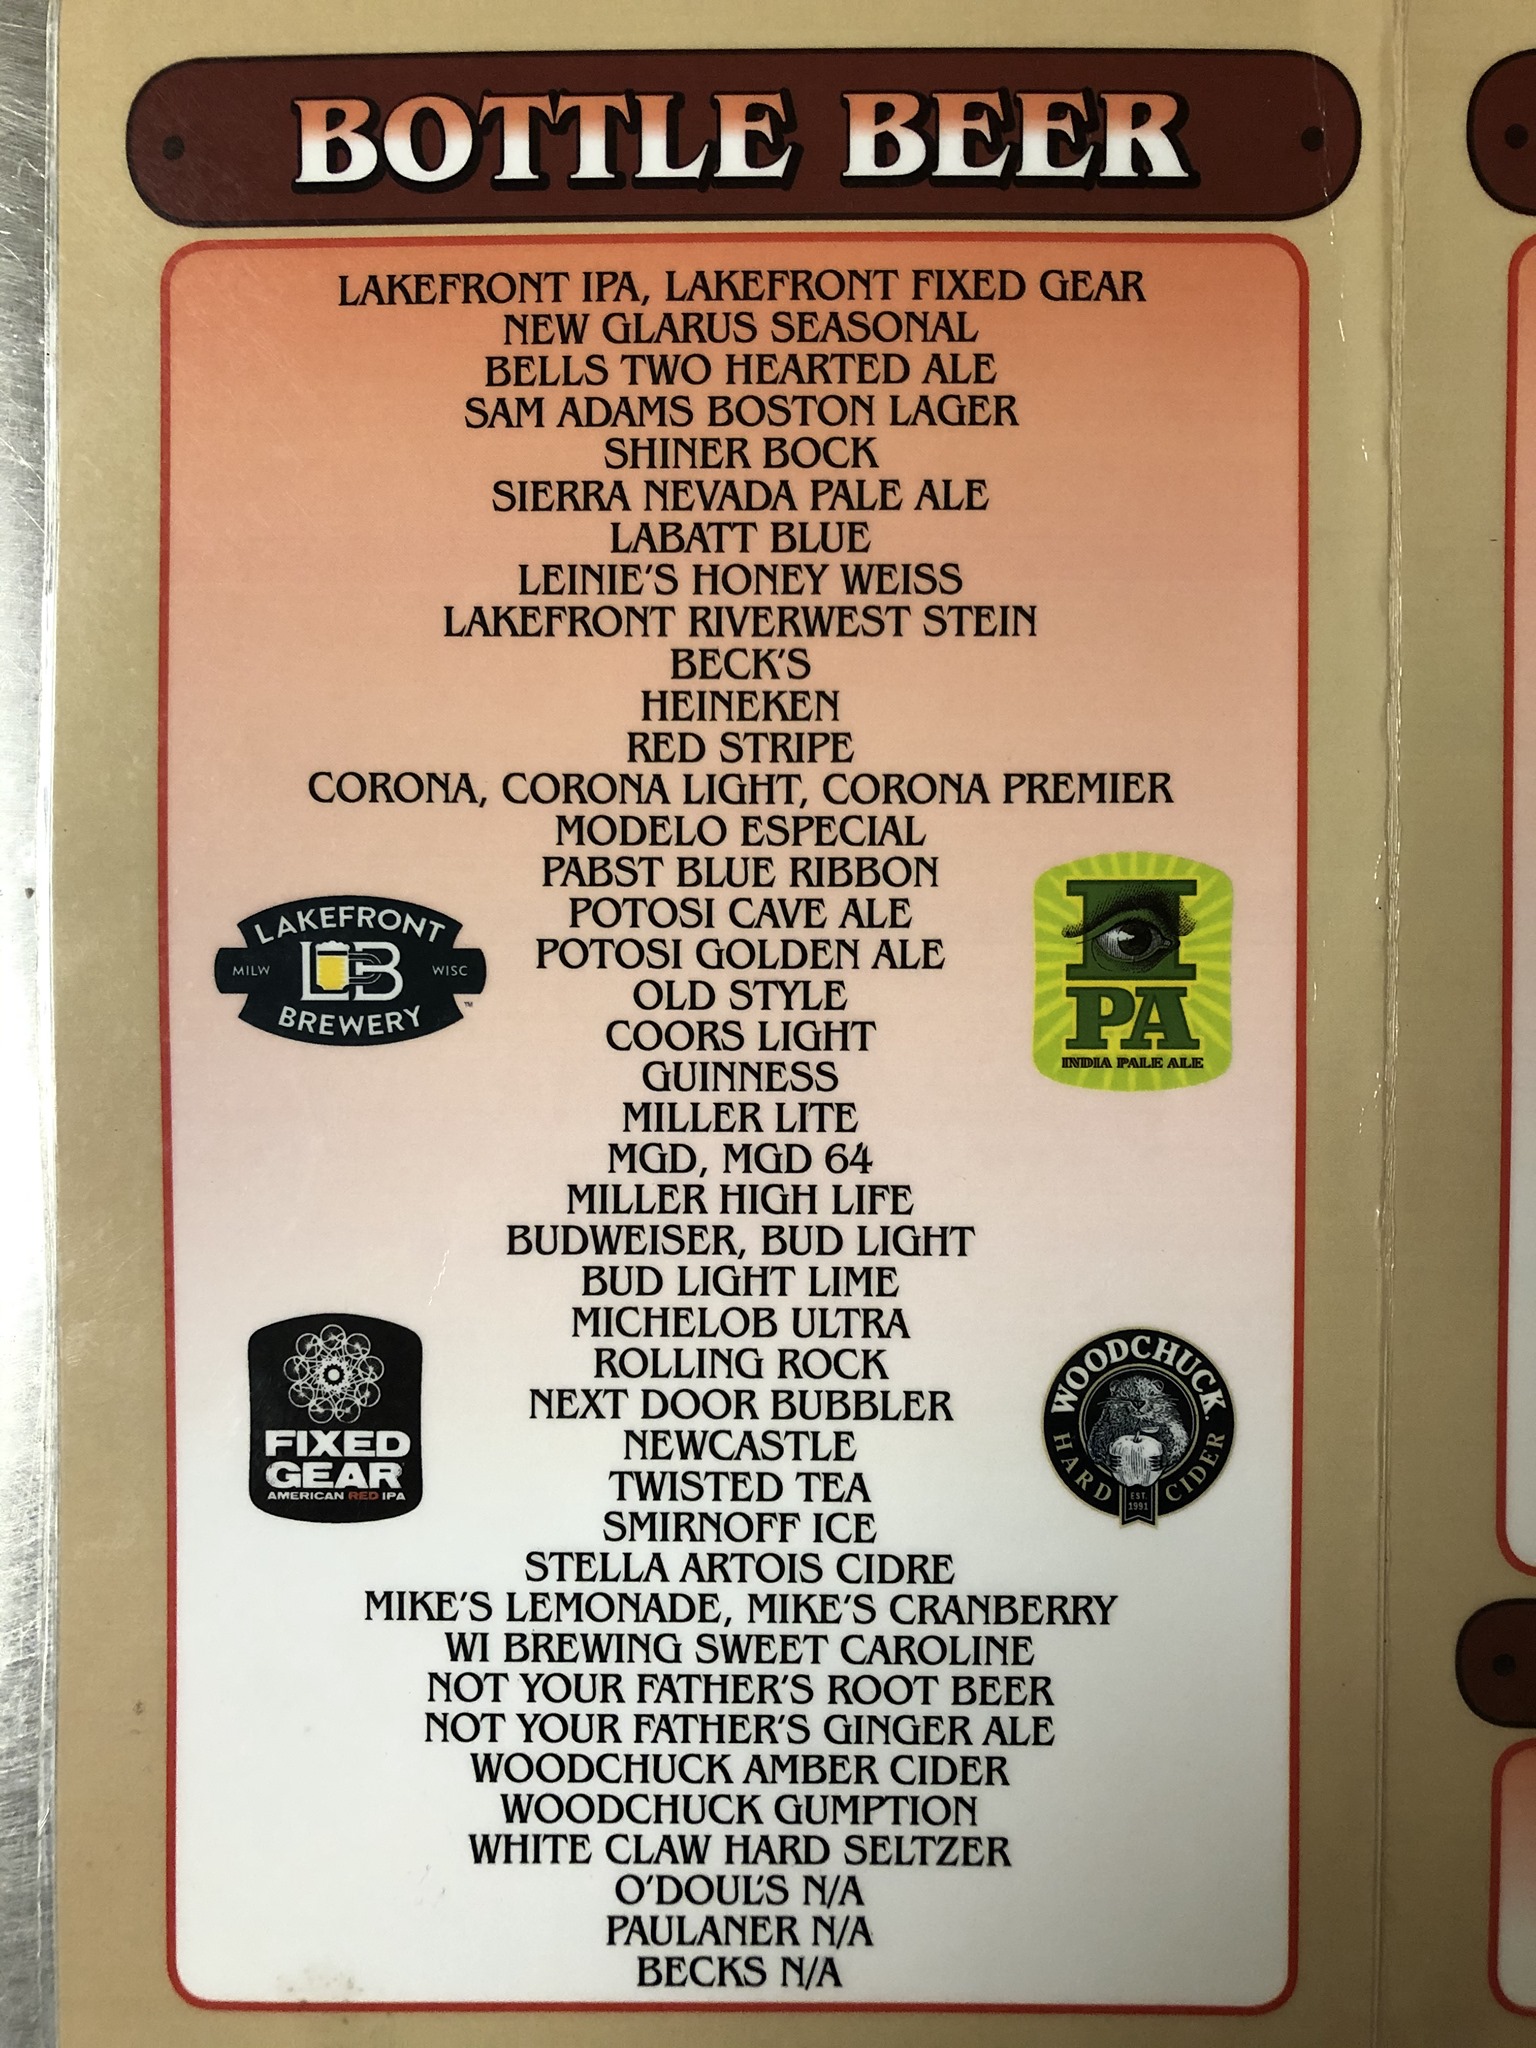 BOTTLE BEER
LAKEFRONT IPA, LAKEFRONT FIXED GEAR
NEW GLARUS SEASONAL
BELLS TWO HEARTED ALE
SAM ADAMS BOSTON LAGER
SHINER BOCK
SIERRA NEVADA PALE ALE
LABATT BLUE
LEINIE'S HONEY WEISS
LAKEFRONT RIVERWEST STEIN
BECK'S
HEINEKEN
RED STRIPE
CORONA, CORONA LIGHT, CORONA PREMIER
MODELO ESPECIAL
PABST BLUE RIBBON
POTOSI CAVE ALE
POTOSI GOLDEN ALE
OLD STYLE
COORS LIGHT
GUINNESS
MILLER LITE
MGD, MGD 64
MILLER HIGH LIFE
BUDWEISER, BUD LIGHT
BUD LIGHT LIME
MICHELOB ULTRA
ROLLING ROCK
NEXT DOOR BUBBLER
NEWCASTLE
TWISTED TEA
SMIRNOFF ICE
STELLA ARTOIS CIDRE
MIKE'S LEMONADE, MIKE'S CRANBERRY
WI BREWING SWEET CAROLINE
NOT YOUR FATHER'S ROOT BEER
NOT YOUR FATHER'S GINGER ALE
WOODCHUCK AMBER CIDER
WOODCHUCK GUMPTION
WHITE CLAW HARD SELTZER
O'DOUL'S N/A
PAULANER N/A
BECKS N/A
LAKEFRONT
MILW LB WISC
BREWERY™
I
PA
INDIA PALE ALE
FIXED
GEAR
AMERICAN RED IPA
WOODCHUCK.
HARD CIDER
EST.
1991